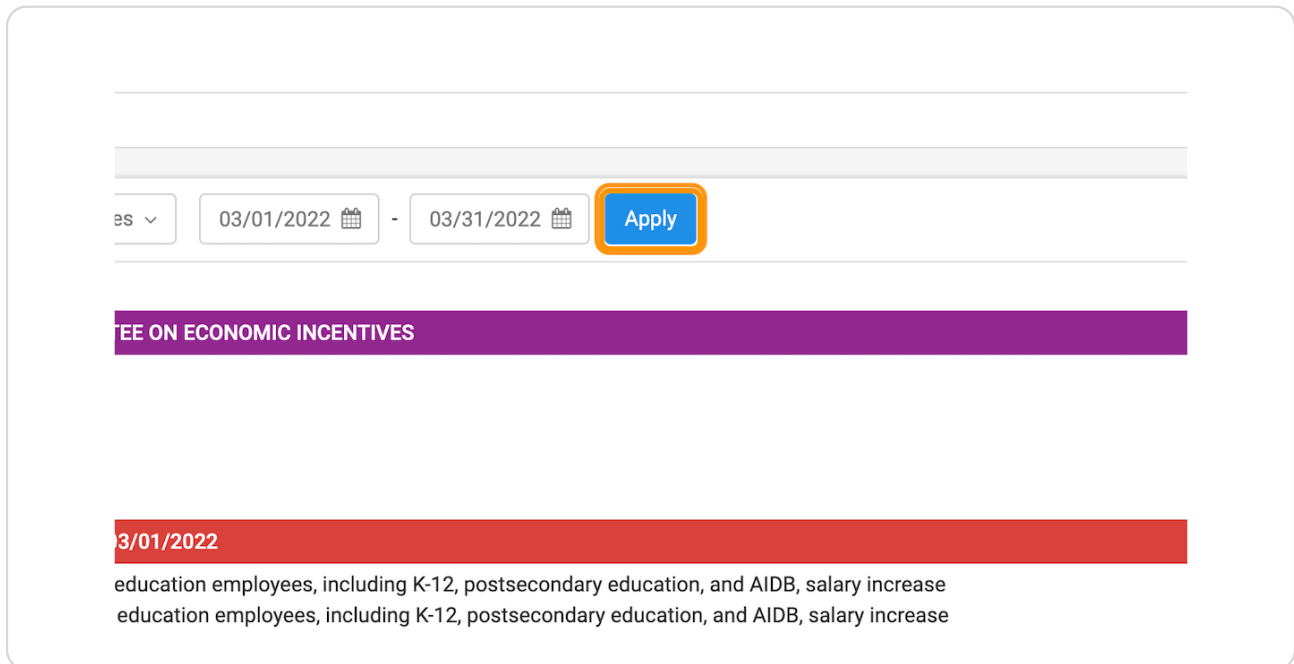 es 03/01/2022 - 03/31/2022 Apply
TEE ON ECONOMIC INCENTIVES
03/01/2022
education employees, including K-12, postsecondary education, and AIDB, salary increase
education employees, including K-12, postsecondary education, and AIDB, salary increase